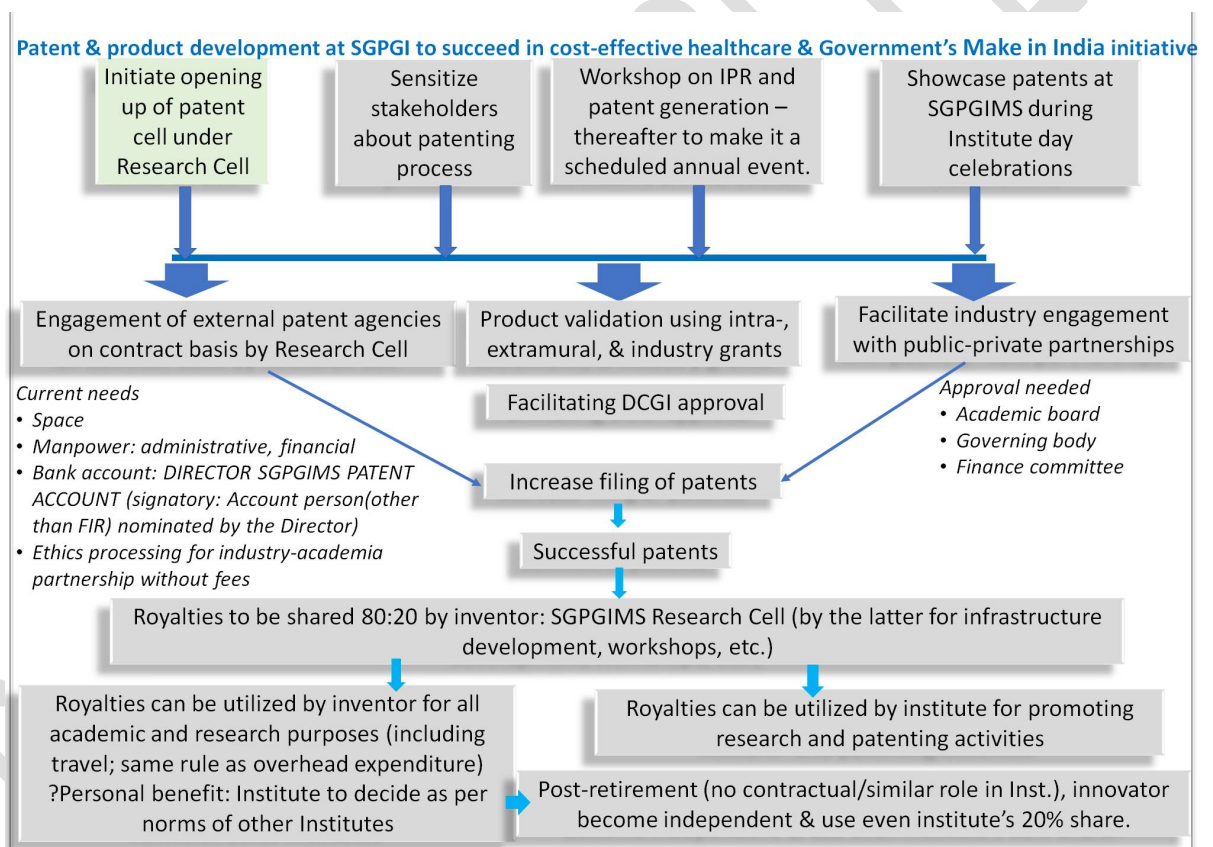 Patent & product development at SGPGI to succeed in cost-effective healthcare & Government's Make in India initiative
Initiate opening
up of patent
cell under
Research Cell
Sensitize
stakeholders
about patenting
process
Workshop on IPR and
patent generation –
thereafter to make it a
scheduled annual event.
Showcase patents at
SGPGIMS during
Institute day
celebrations
Engagement of external patent agencies
on contract basis by Research Cell
Product validation using intra-,
extramural, & industry grants
Facilitate industry engagement
with public-private partnerships
Current needs
• Space
• Manpower: administrative, financial
• Bank account: DIRECTOR SGPGIMS PATENT
ACCOUNT (signatory: Account person(other
than FIR) nominated by the Director)
• Ethics processing for industry-academia
partnership without fees
Facilitating DCGI approval
Approval needed
• Academic board
• Governing body
• Finance committee
Increase filing of patents
Successful patents
Royalties to be shared 80:20 by inventor: SGPGIMS Research Cell (by the latter for infrastructure
development, workshops, etc.)
Royalties can be utilized by inventor for all
academic and research purposes (including
travel; same rule as overhead expenditure)
?Personal benefit: Institute to decide as per
norms of other Institutes
Royalties can be utilized by institute for promoting
research and patenting activities
Post-retirement (no contractual/similar role in Inst.), innovator
become independent & use even institute's 20% share.